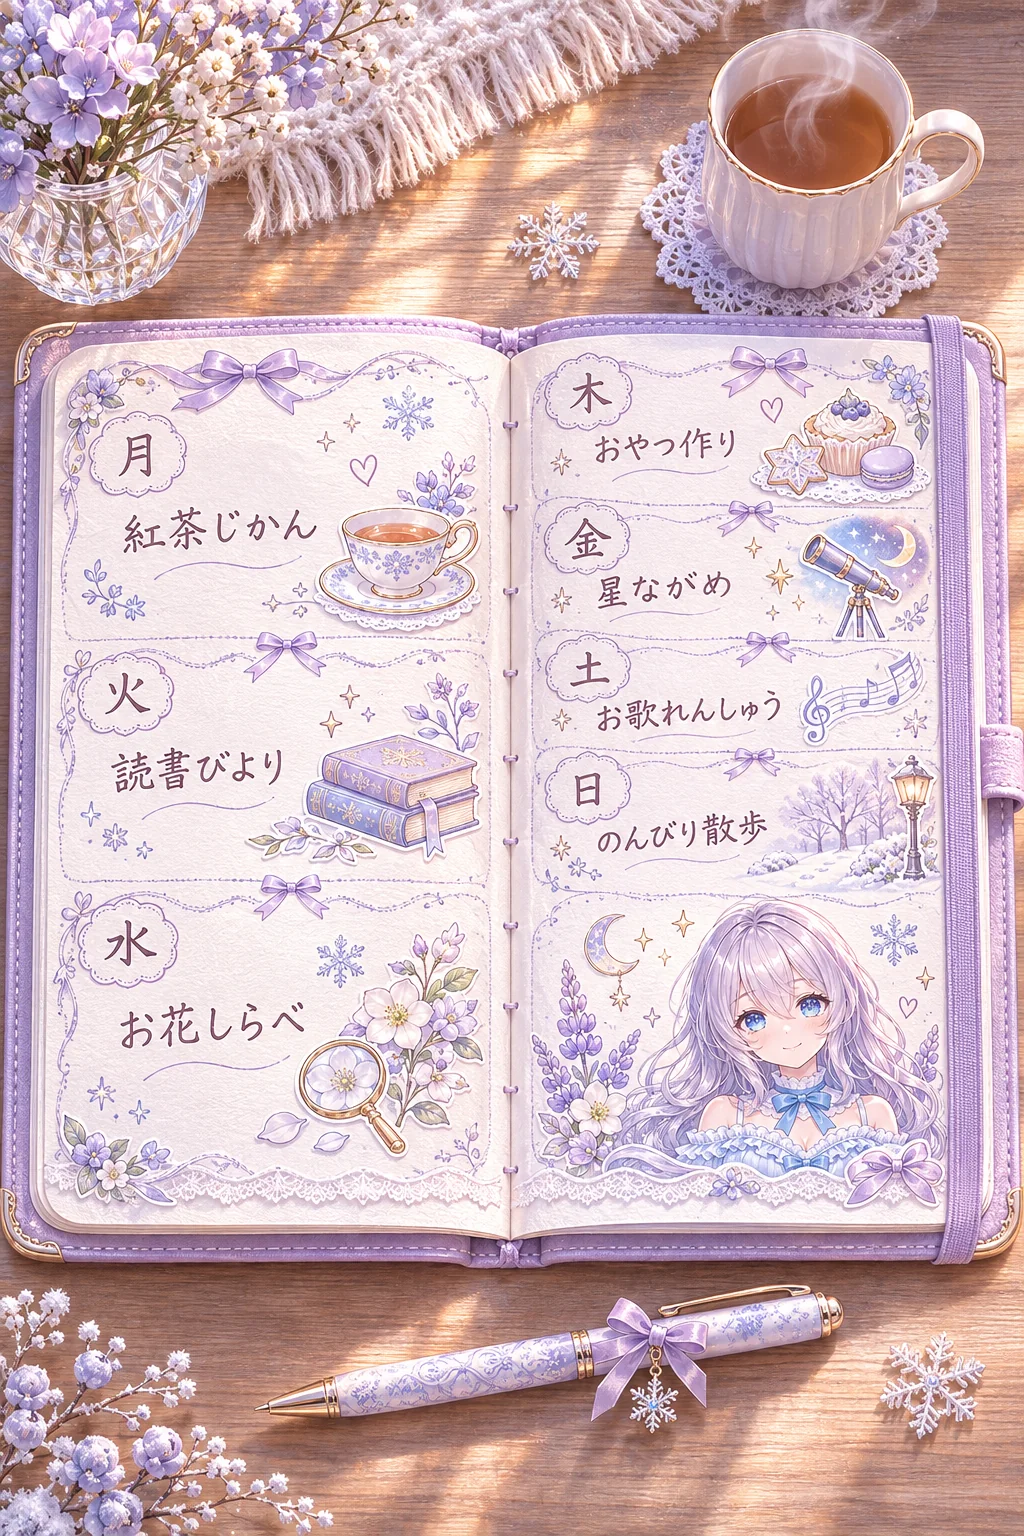 月
紅茶じかん
火
読書びより
水
お花しらべ
木
おやつ作り
金
星ながめ
土
お歌れんしゅう
日
のんびり散歩